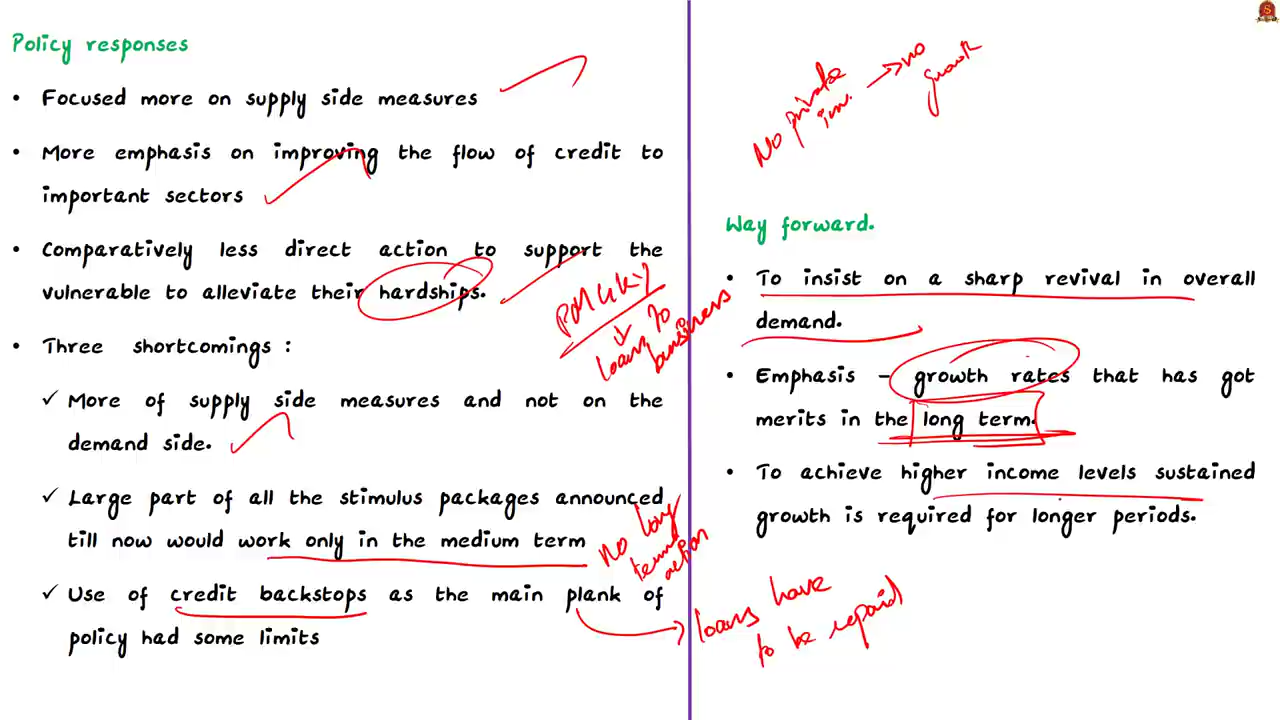 Policy responses
• Focused more on supply side measures
• More emphasis on improving the flow of credit to
important sectors
• Comparatively less direct action to support the
vulnerable to alleviate their hardships.
• Three shortcomings :
✓ More of supply side measures and not on the
demand side.
✓ Large part of all the stimulus packages announced
till now would work only in the medium term
✓ Use of credit backstops as the main plank of
policy had some limits
loans to
business
No long
term
action
loans have
to be repaid
No private
inv. → no
growth
Way forward.
• To insist on a sharp revival in overall
demand.
• Emphasis – growth rates that has got
merits in the long term.
• To achieve higher income levels sustained
growth is required for longer periods.